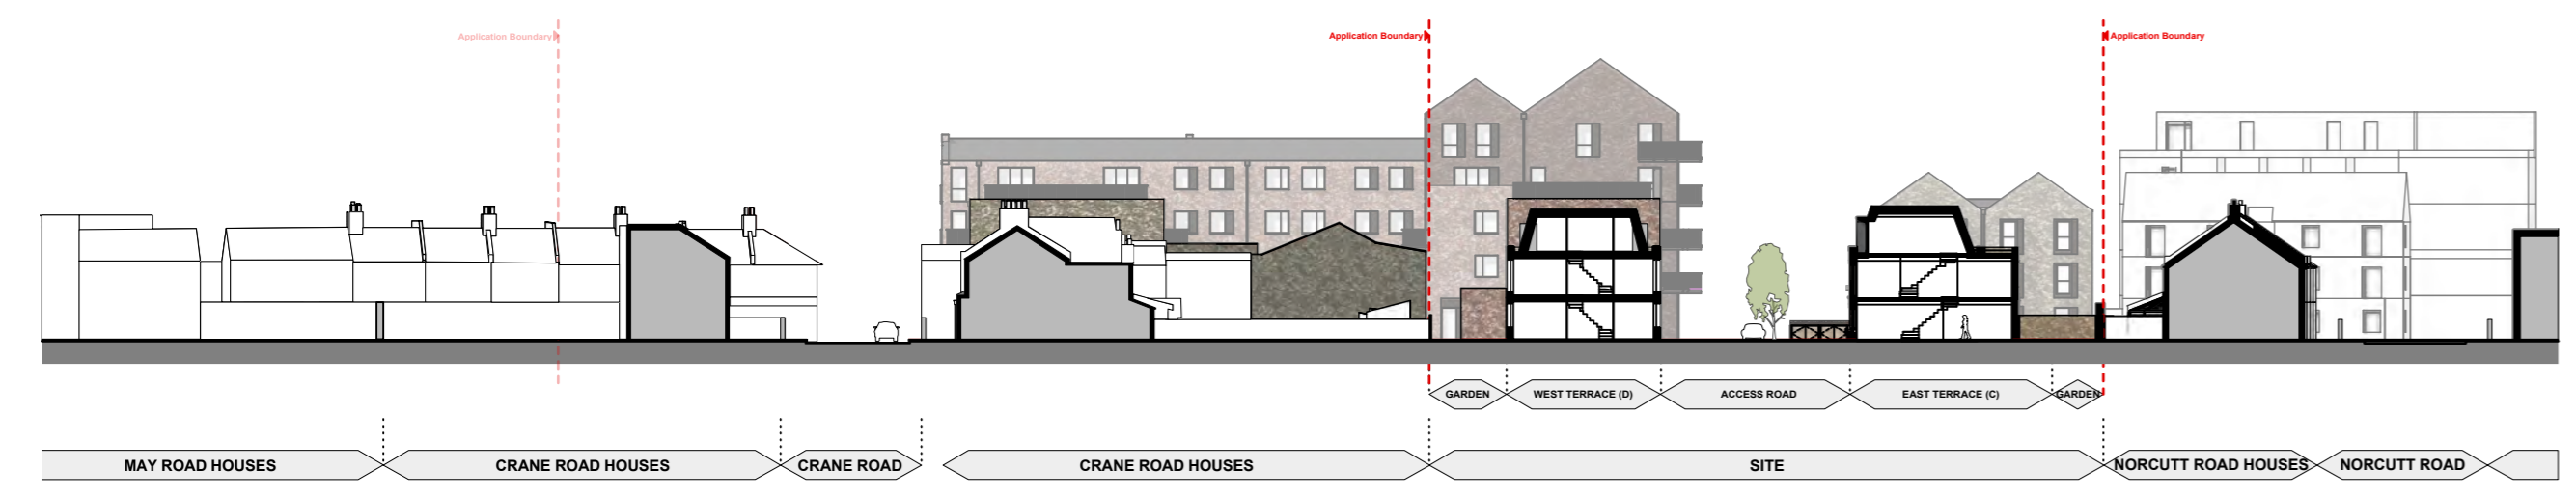 Application Boundary
Application Boundary
Application Boundary
GARDEN
WEST TERRACE (D)
ACCESS ROAD
EAST TERRACE (C)
GARDEN
MAY ROAD HOUSES
CRANE ROAD HOUSES
CRANE ROAD
CRANE ROAD HOUSES
SITE
NORCUTT ROAD HOUSES
NORCUTT ROAD